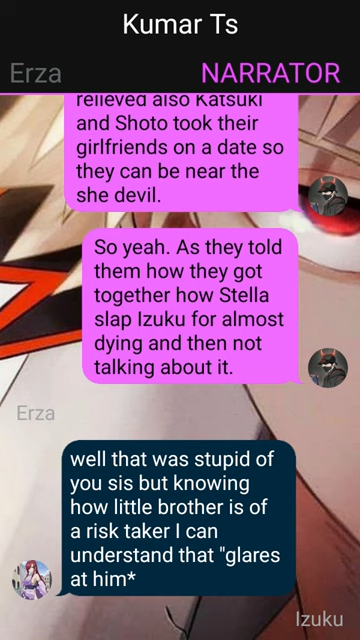 Kumar Ts
Erza NARRATOR
relieved also Katsuki
and Shoto took their
girlfriends on a date so
they can be near the
she devil.
So yeah. As they told
them how they got
together how Stella
slap Izuku for almost
dying and then not
talking about it.
Erza
well that was stupid of
you sis but knowing
how little brother is of
a risk taker I can
understand that "glares
at him*
Izuku